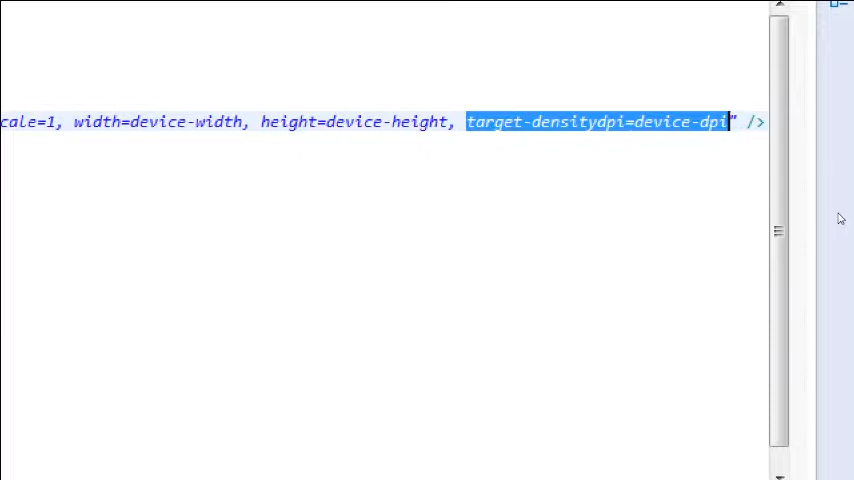 cale=1, width=device-width, height=device-height, target-densitydpi=device-dpi" />